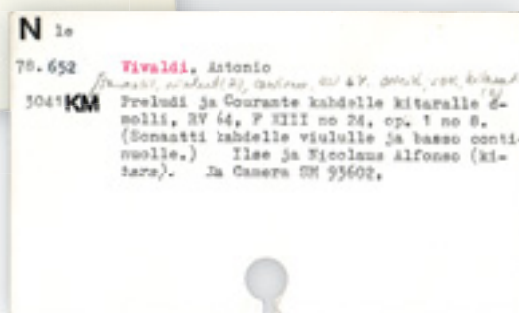 N 1e
78.652 Vivaldi, Antonio
3041 KM Preludi ja Courante kahdelle kitaralle d-
molli, RV 64, F XIII no 24, op. 1 no 8.
(Sonaatti kahdelle viululle ja basso conti-
nuolle.) Ilse ja Nicolaus Alfonso (ki-
tara). Da Camera SM 93602.